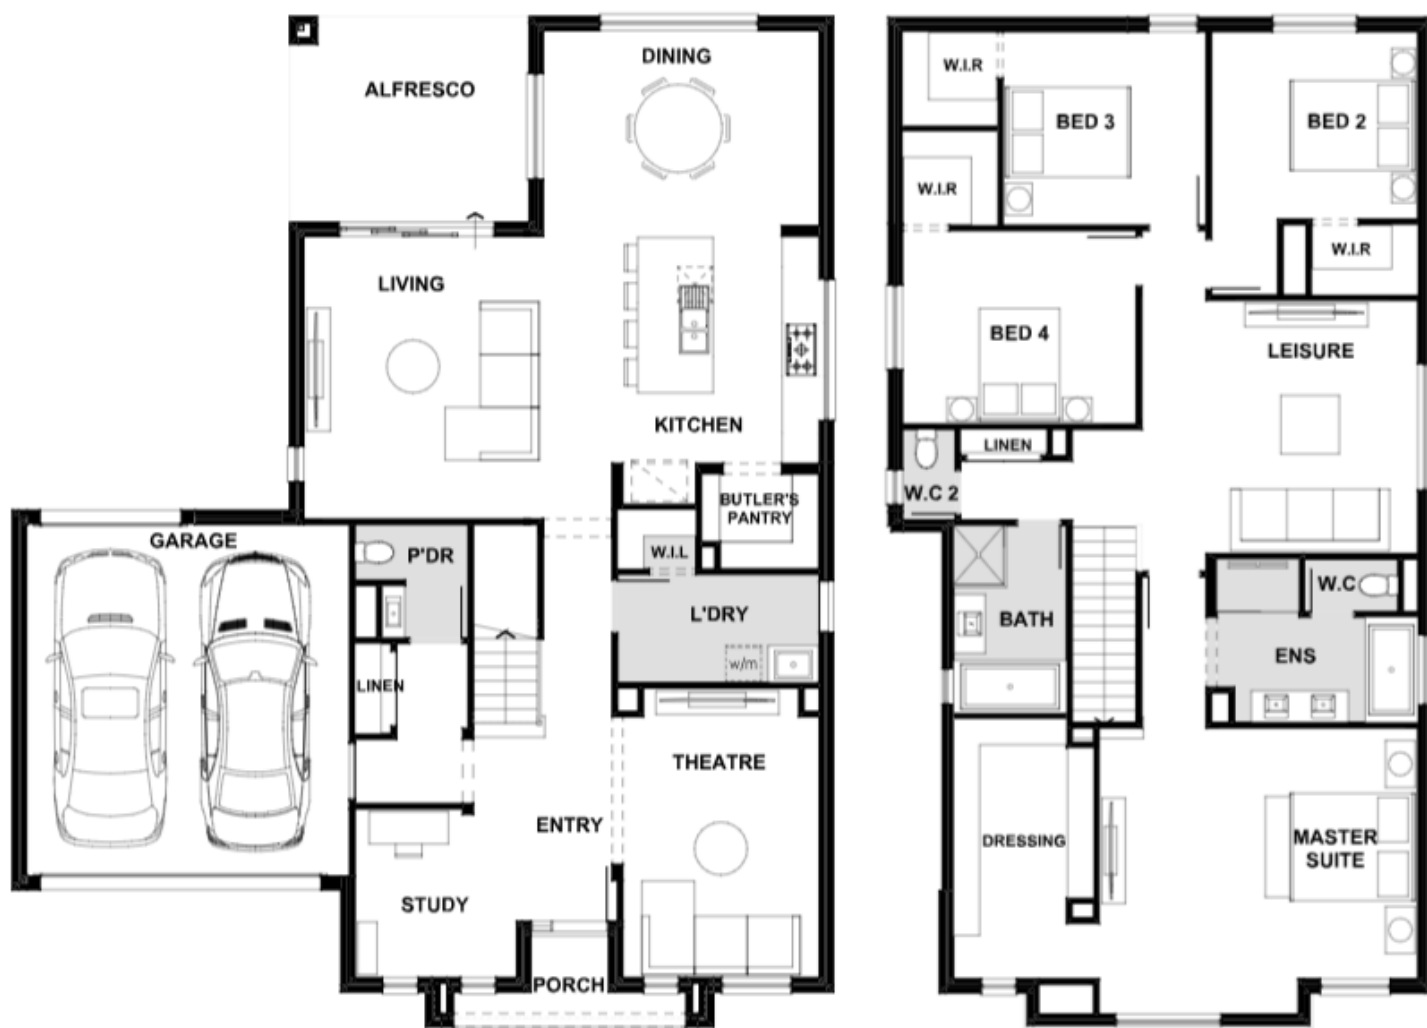 ALFRESCO
DINING
LIVING
KITCHEN
BUTLER'S
PANTRY
GARAGE
P'DR
W.I.L
L'DRY
w/m
LINEN
THEATRE
ENTRY
STUDY
PORCH
W.I.R
BED 3
BED 2
W.I.R
W.I.R
BED 4
LEISURE
LINEN
W.C 2
BATH
W.C
ENS
DRESSING
MASTER
SUITE